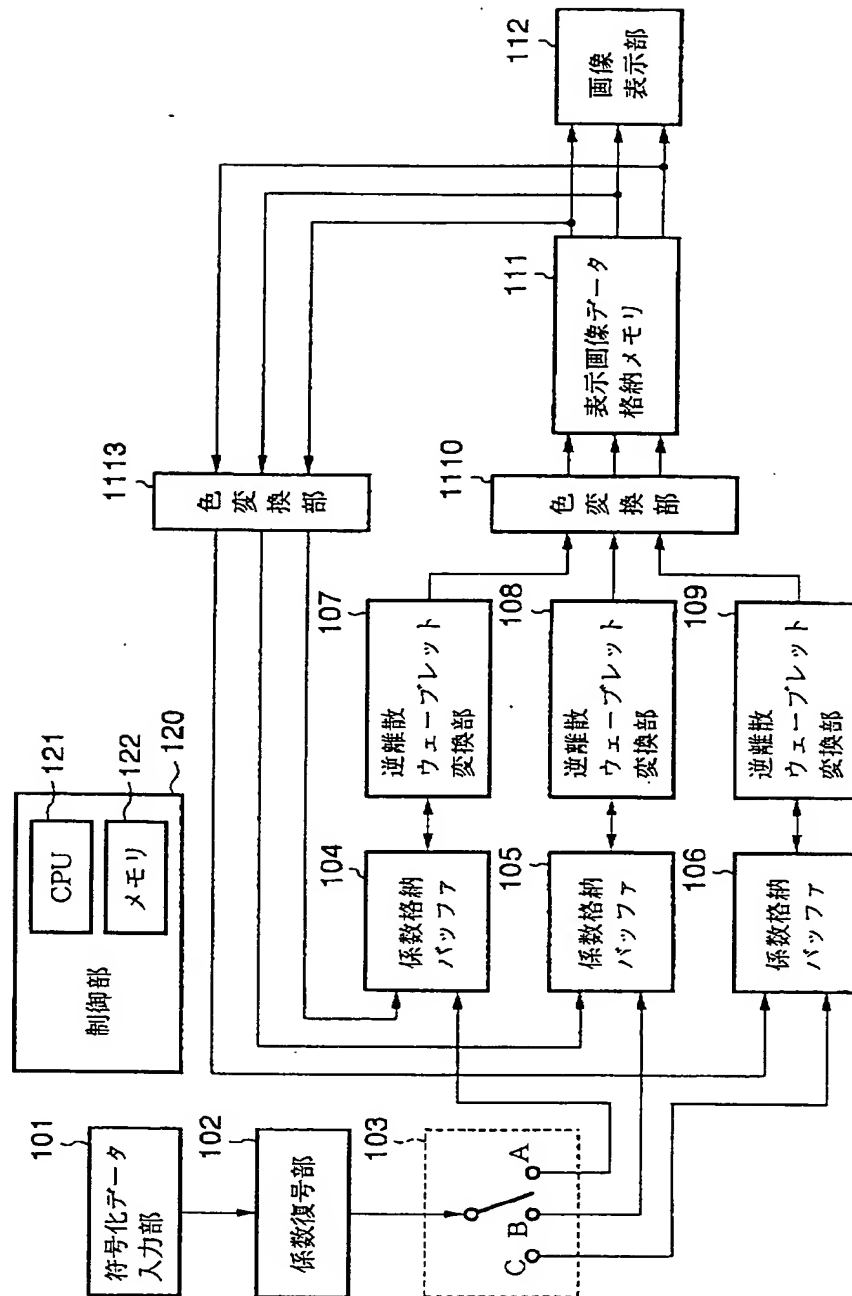 101
符号化データ
入力部
102
係数復号部
103
A
B
C
制御部
CPU
メモリ
121
122
120
104
係数格納
バッファ
105
係数格納
バッファ
106
係数格納
バッファ
107
逆離散
ウェーブレット
変換部
108
逆離散
ウェーブレット
変換部
109
逆離散
ウェーブレット
変換部
1113
色変換部
1110
色変換部
111
表示画像データ
格納メモリ
112
画像
表示部